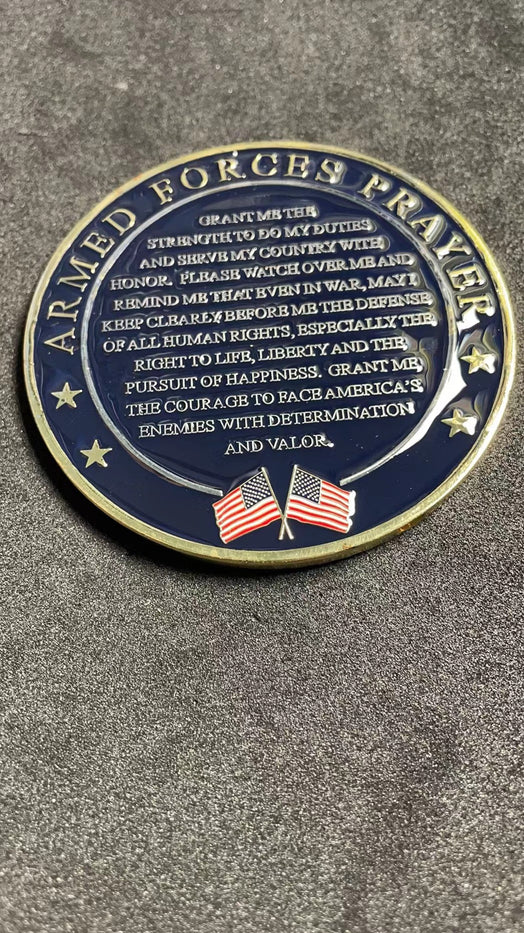 ARMED FORCES PRAYER
GRANT ME THE
STRENGTH TO DO MY DUTIES
AND SERVE MY COUNTRY WITH
HONOR. PLEASE WATCH OVER ME AND
REMIND ME THAT EVEN IN WAR, MAY I
KEEP CLEARLY BEFORE ME THE DEFENSE
OF ALL HUMAN RIGHTS, ESPECIALLY THE
RIGHT TO LIFE, LIBERTY AND THE
PURSUIT OF HAPPINESS. GRANT ME
THE COURAGE TO FACE AMERICA'S
ENEMIES WITH DETERMINATION
AND VALOR.